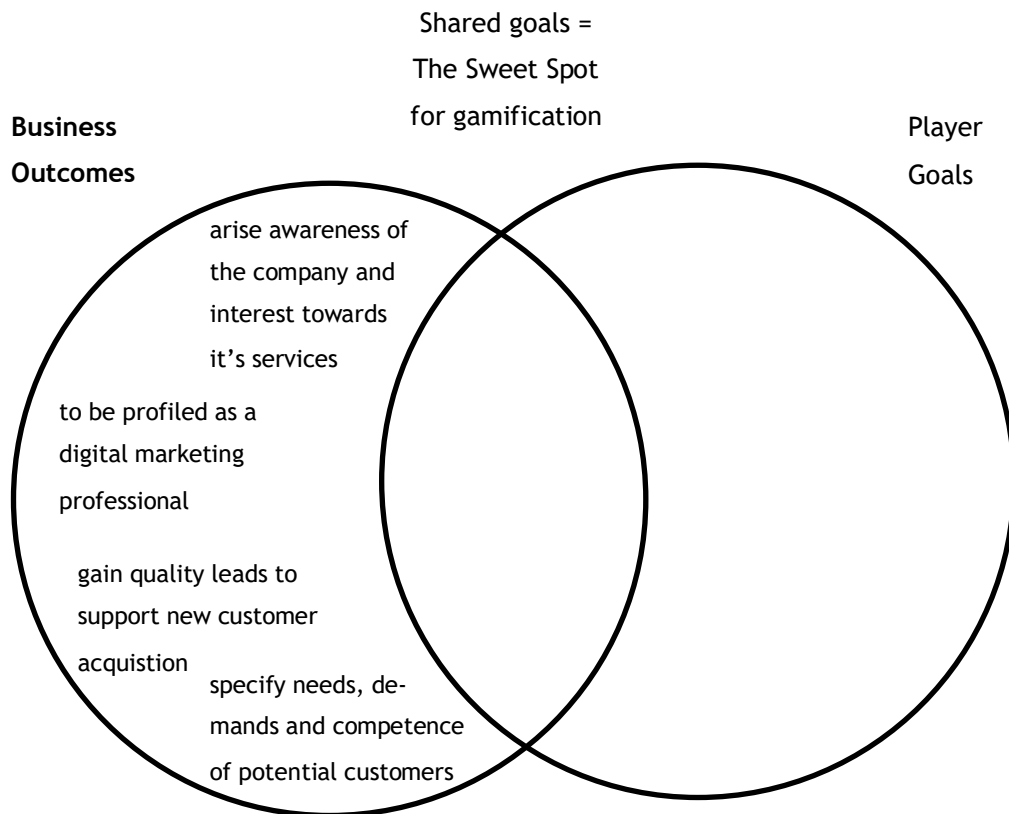 Shared goals =
The Sweet Spot
for gamification
Business
Outcomes
Player
Goals
arise awareness of
the company and
interest towards
it’s services
to be profiled as a
digital marketing
professional
gain quality leads to
support new customer
acquistion
specify needs, de-
mands and competence
of potential customers